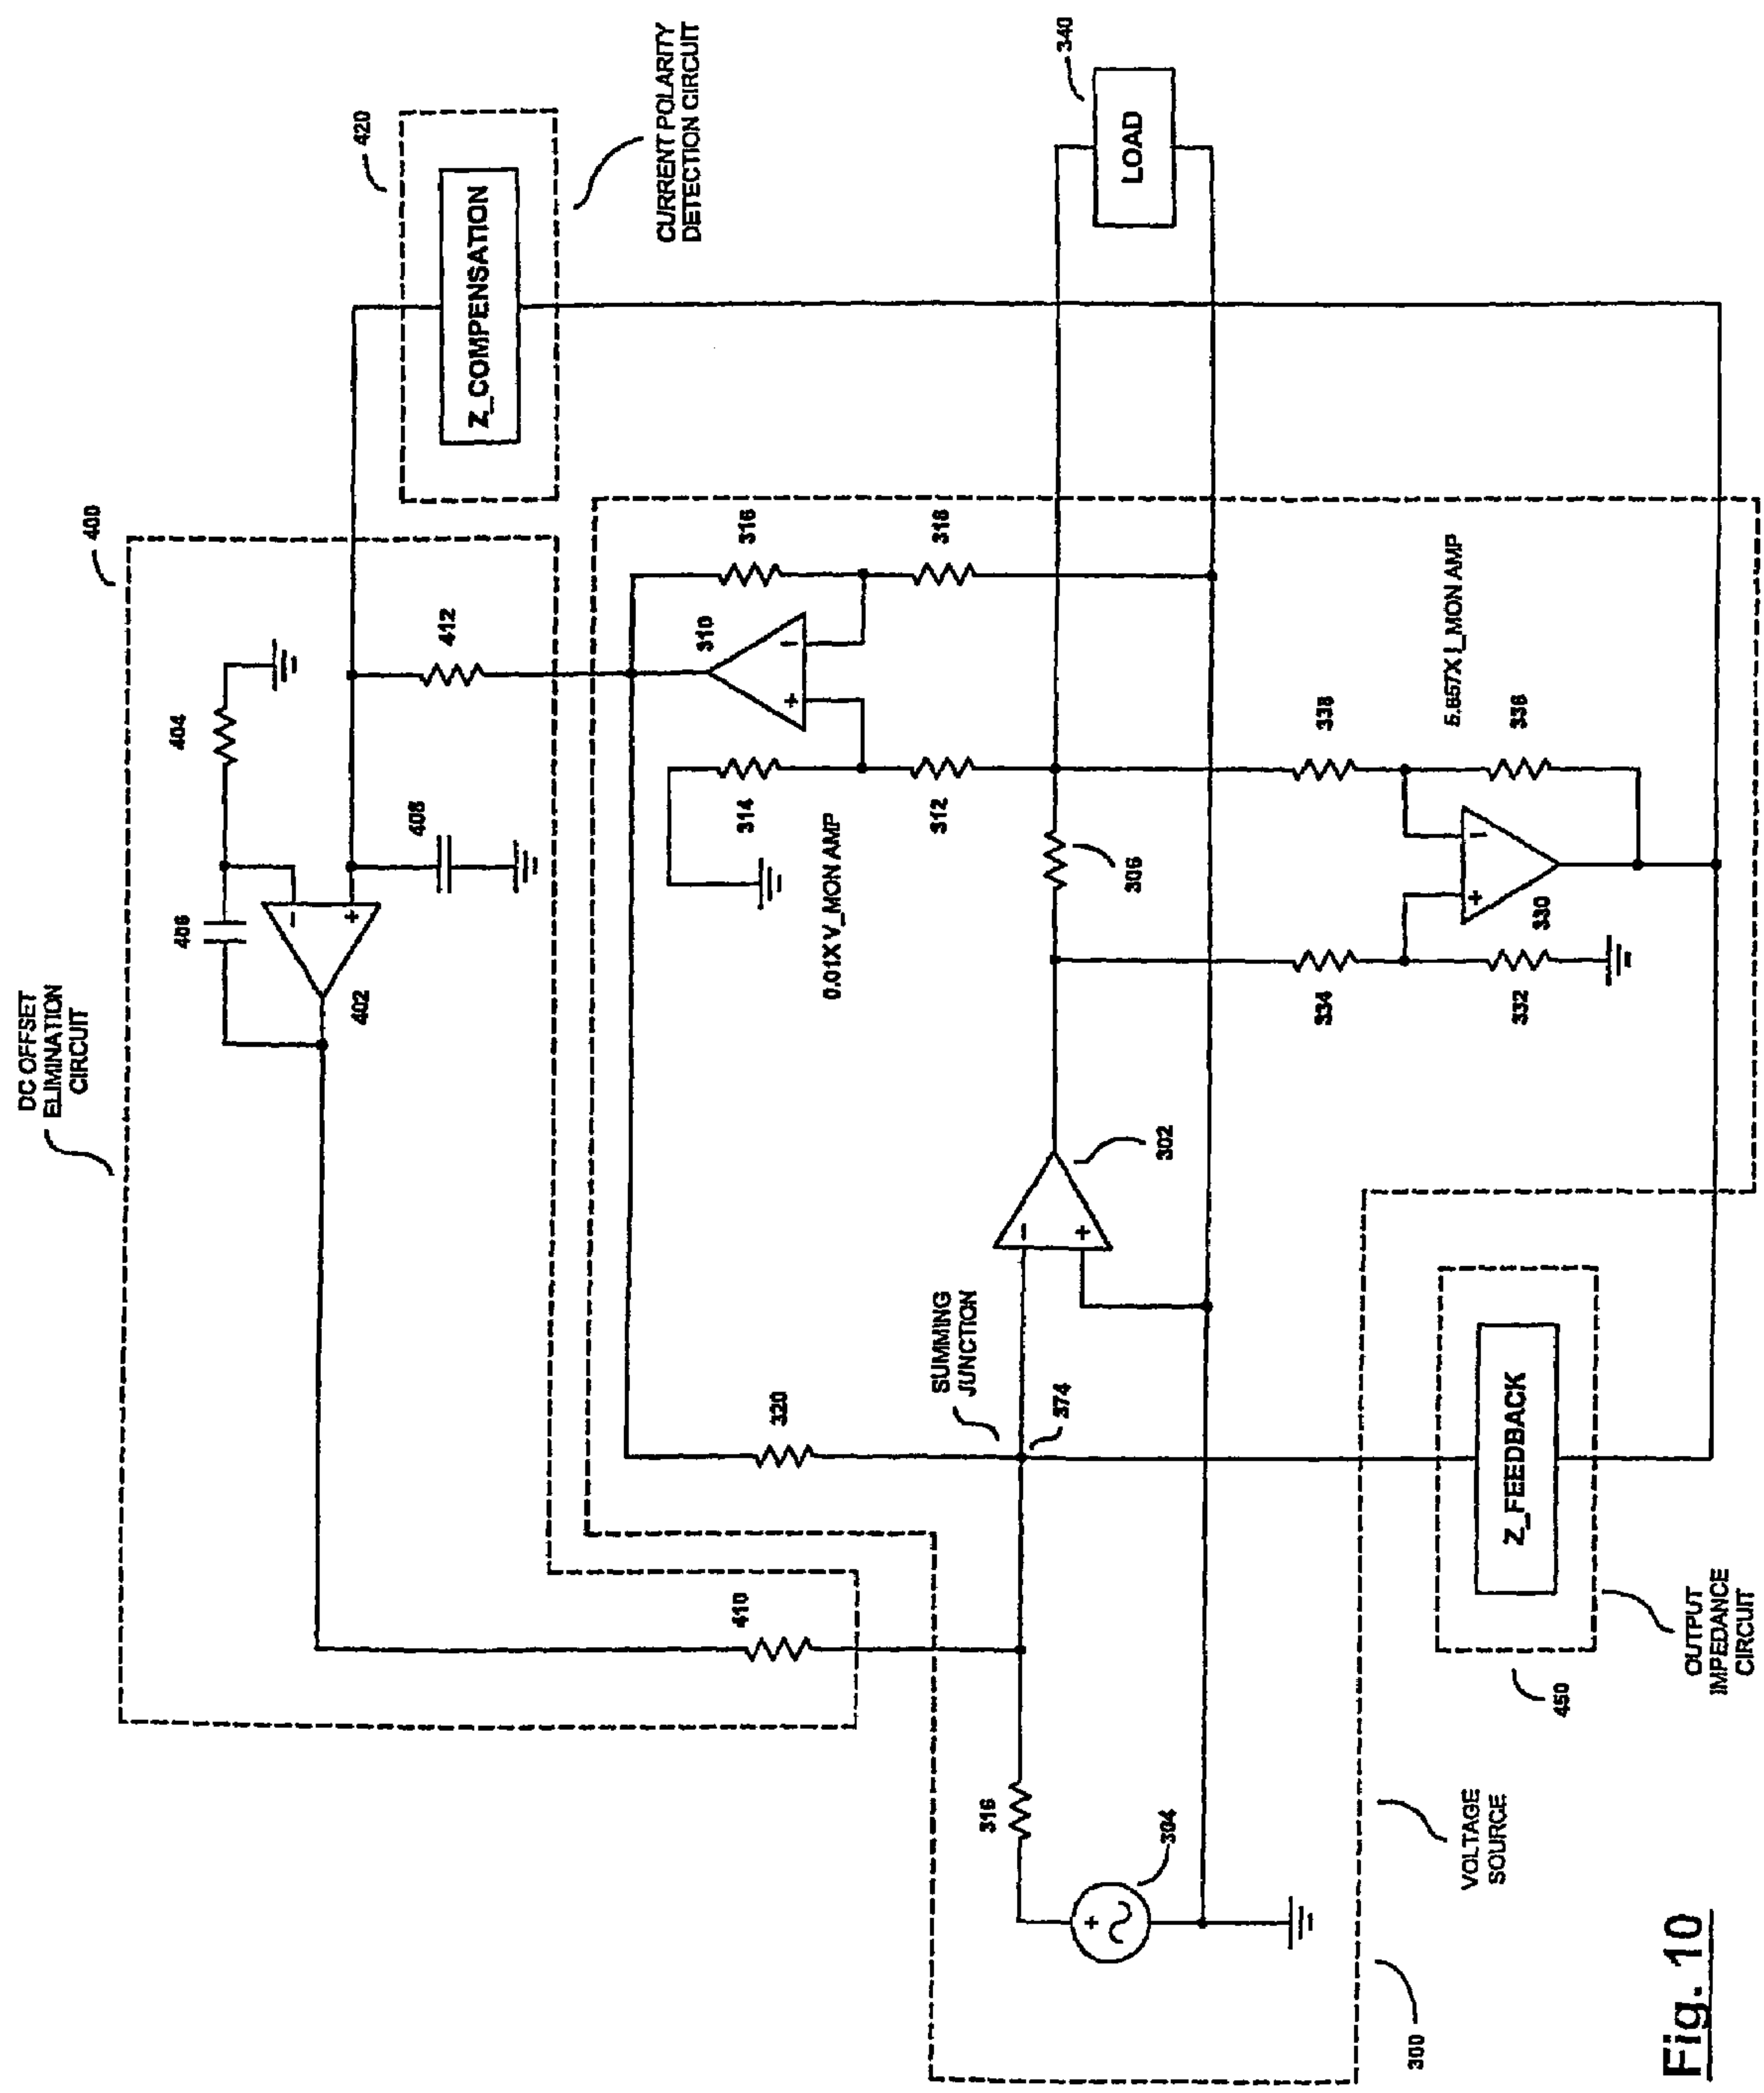 DC OFFSET
ELIMINATION
CIRCUIT
400
404
406
402
408
412
420
Z_COMPENSATION
CURRENT POLARITY
DETECTION CIRCUIT
410
320
310
316
314
0.01X V_MON AMP
312
318
SUMMING
JUNCTION
374
316
304
302
306
340
LOAD
334
338
5.657X I_MON AMP
332
330
336
VOLTAGE
SOURCE
300
Z_FEEDBACK
450
OUTPUT
IMPEDANCE
CIRCUIT
Fig. 10
+
−
+
−
+
−
+
−
+